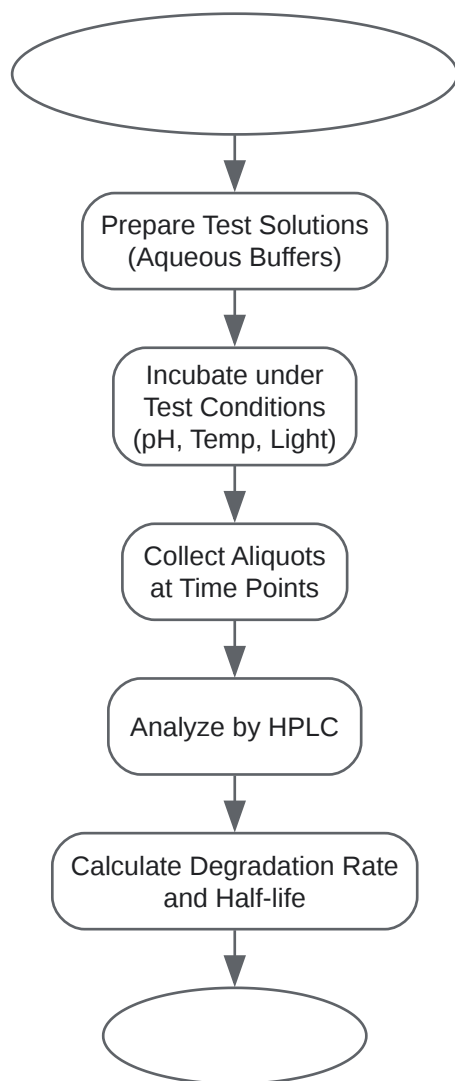 Prepare Test Solutions
(Aqueous Buffers)
Incubate under
Test Conditions
(pH, Temp, Light)
Collect Aliquots
at Time Points
Analyze by HPLC
Calculate Degradation Rate
and Half-life